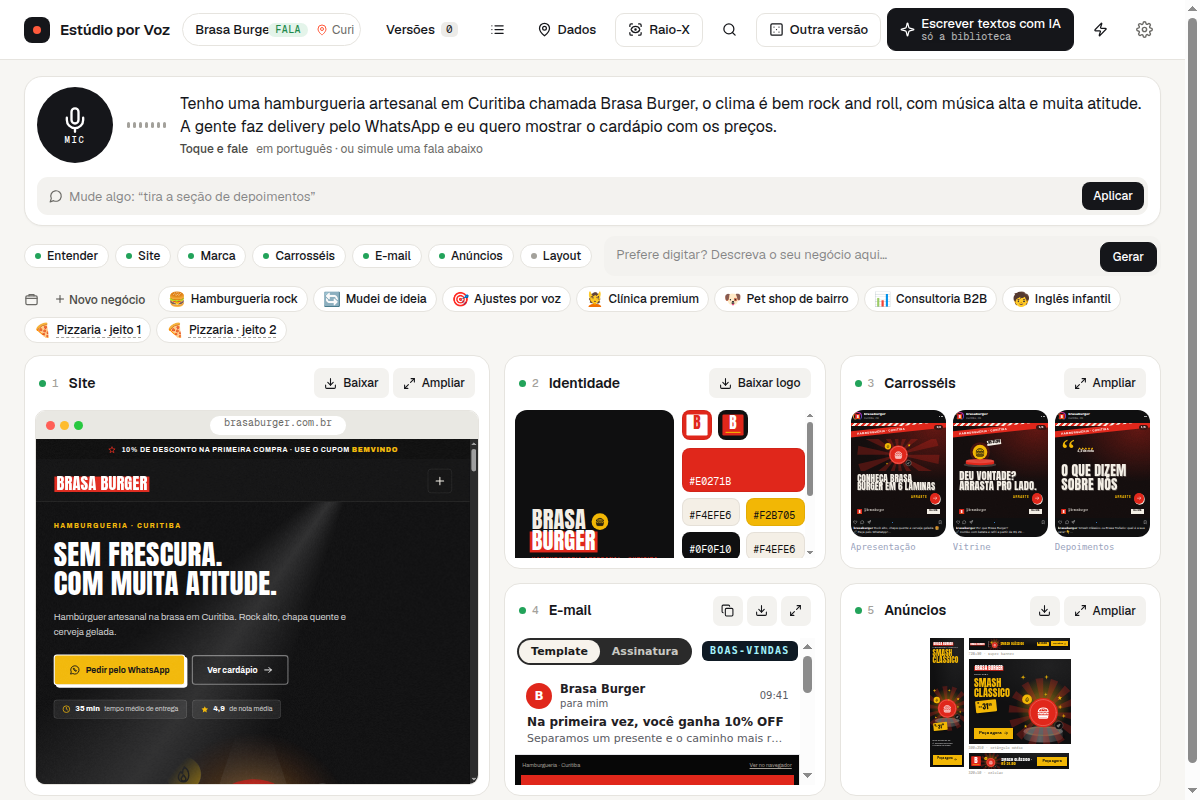 Estúdio por Voz
Brasa Burge FALA Curi
Versões 0
Dados
Raio-X
Outra versão
Escrever textos com IA
só a biblioteca
MIC
Tenho uma hamburgueria artesanal em Curitiba chamada Brasa Burger, o clima é bem rock and roll, com música alta e muita atitude.
A gente faz delivery pelo WhatsApp e eu quero mostrar o cardápio com os preços.
Toque e fale em português · ou simule uma fala abaixo
Mude algo: “tira a seção de depoimentos”
Aplicar
Entender
Site
Marca
Carrosséis
E-mail
Anúncios
Layout
Prefere digitar? Descreva o seu negócio aqui…
Gerar
+ Novo negócio
Hamburgueria rock
Mudei de ideia
Ajustes por voz
Clínica premium
Pet shop de bairro
Consultoria B2B
Inglês infantil
Pizzaria · jeito 1
Pizzaria · jeito 2
1 Site
Baixar
Ampliar
brasaburger.com.br
10% DE DESCONTO NA PRIMEIRA COMPRA · USE O CUPOM BEMVINDO
BRASA BURGER
HAMBURGUERIA · CURITIBA
SEM FRESCURA.
COM MUITA ATITUDE.
Hambúrguer artesanal na brasa em Curitiba. Rock alto, chapa quente e
cerveja gelada.
Pedir pelo WhatsApp
Ver cardápio
35 min tempo médio de entrega
4,9 de nota média
2 Identidade
Baixar logo
BRASA
BURGER
B
B
#E0271B
#F4EFE6
#F2B705
#0F0F10
#F4EFE6
3 Carrosséis
Ampliar
CONHEÇA BRASA
BURGER EM 6 LÂMINAS
ARRASTE
Apresentação
DEU VONTADE?
ARRASTA PRO LADO.
ARRASTE
Vitrine
O QUE DIZEM
SOBRE NÓS
ARRASTE
Depoimentos
4 E-mail
Template
Assinatura
BOAS-VINDAS
B
Brasa Burger
para mim
09:41
Na primeira vez, você ganha 10% OFF
Separamos um presente e o caminho mais r…
Hamburgueria · Curitiba
Ver no navegador
5 Anúncios
Ampliar
SMASH
CLÁSSICO
SMASH
CLÁSSICO
Peça agora